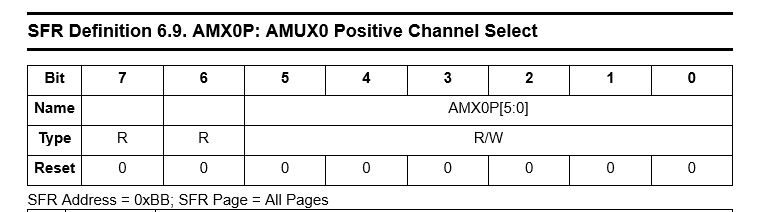 SFR Definition 6.9. AMX0P: AMUX0 Positive Channel Select
Bit 7 6 5 4 3 2 1 0
Name AMX0P[5:0]
Type R R R/W
Reset 0 0 0 0 0 0 0 0
SFR Address = 0xBB; SFR Page = All Pages